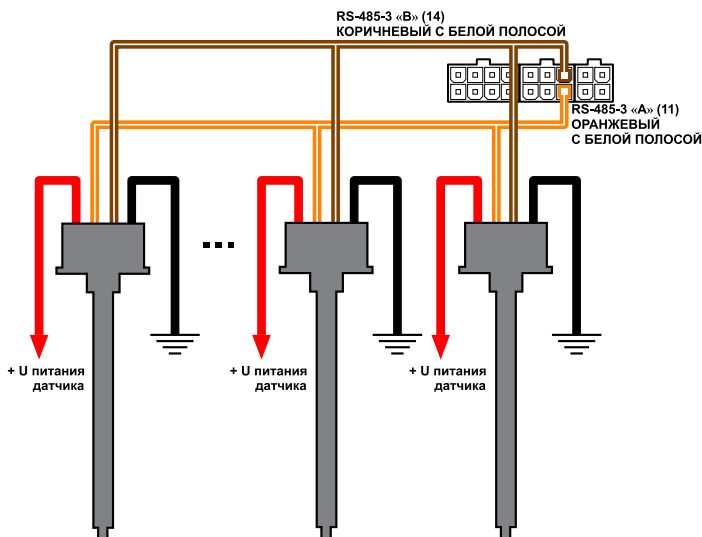 RS-485-3 «B» (14)
КОРИЧНЕВЫЙ С БЕЛОЙ ПОЛОСОЙ
RS-485-3 «A» (11)
ОРАНЖЕВЫЙ
С БЕЛОЙ ПОЛОСОЙ
+ U питания
датчика
+ U питания
датчика
+ U питания
датчика